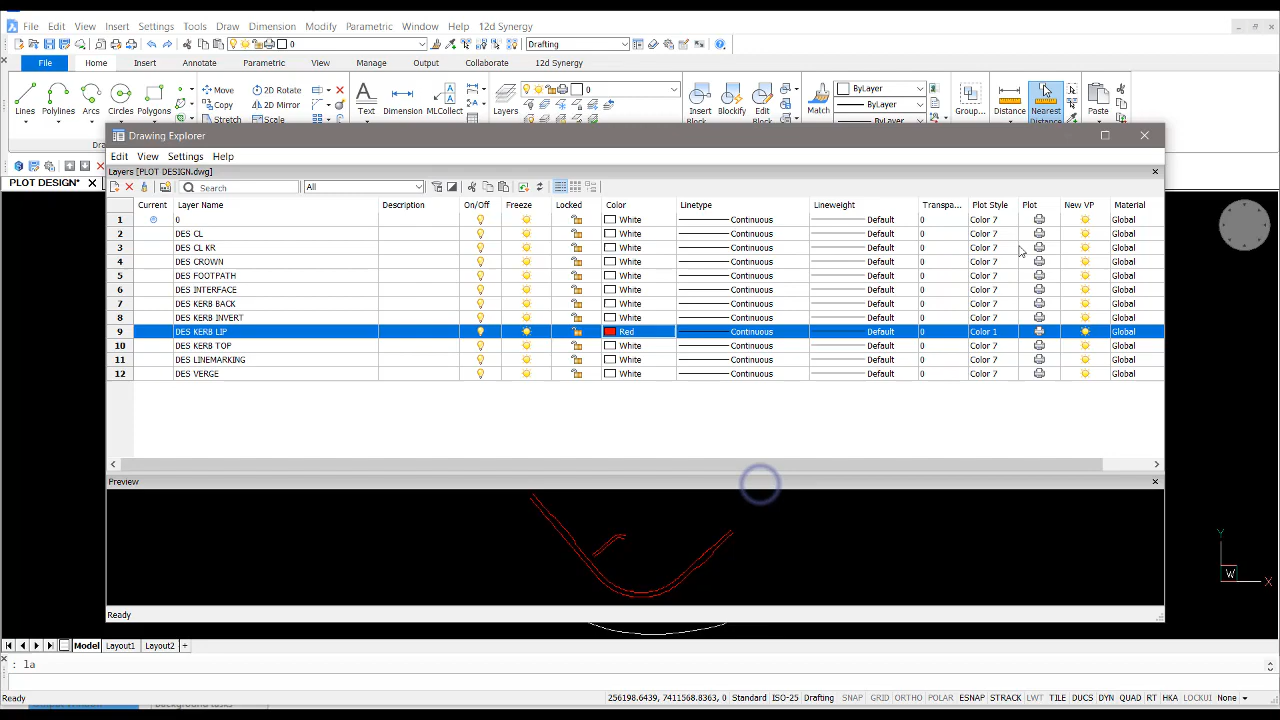 File Edit View Insert Settings Tools Draw Dimension Modify Parametric Window Help 12d Synergy
0 Drafting
File Home Insert Annotate Parametric View Manage Output Collaborate 12d Synergy
Move 2D Rotate 0 ByLayer
Copy 2D Mirror ByLayer
Lines Polylines Arcs Circles Polygons Stretch Scale Text Dimension MLCollect Layers Insert Blockify Edit Match ByLayer Group... Distance Nearest Paste
Block Block Distance
Drawing Explorer
Edit View Settings Help
Layers [PLOT DESIGN.dwg]
PLOT DESIGN*
Search All
Current Layer Name Description On/Off Freeze Locked Color Linetype Lineweight Transpa... Plot Style Plot New VP Material
1 0 White Continuous Default 0 Color 7 Global
2 DES CL White Continuous Default 0 Color 7 Global
3 DES CL KR White Continuous Default 0 Color 7 Global
4 DES CROWN White Continuous Default 0 Color 7 Global
5 DES FOOTPATH White Continuous Default 0 Color 7 Global
6 DES INTERFACE White Continuous Default 0 Color 7 Global
7 DES KERB BACK White Continuous Default 0 Color 7 Global
8 DES KERB INVERT White Continuous Default 0 Color 7 Global
9 DES KERB LIP Red Continuous Default 0 Color 1 Global
10 DES KERB TOP White Continuous Default 0 Color 7 Global
11 DES LINEMARKING White Continuous Default 0 Color 7 Global
12 DES VERGE White Continuous Default 0 Color 7 Global
Preview
Y
W X
Ready
Model Layout1 Layout2 +
: la
Ready 256198.6439, 7411568.8363, 0 Standard ISO-25 Drafting SNAP GRID ORTHO POLAR ESNAP STRACK LWT TILE DUCS DYN QUAD RT HKA LOCKUI None